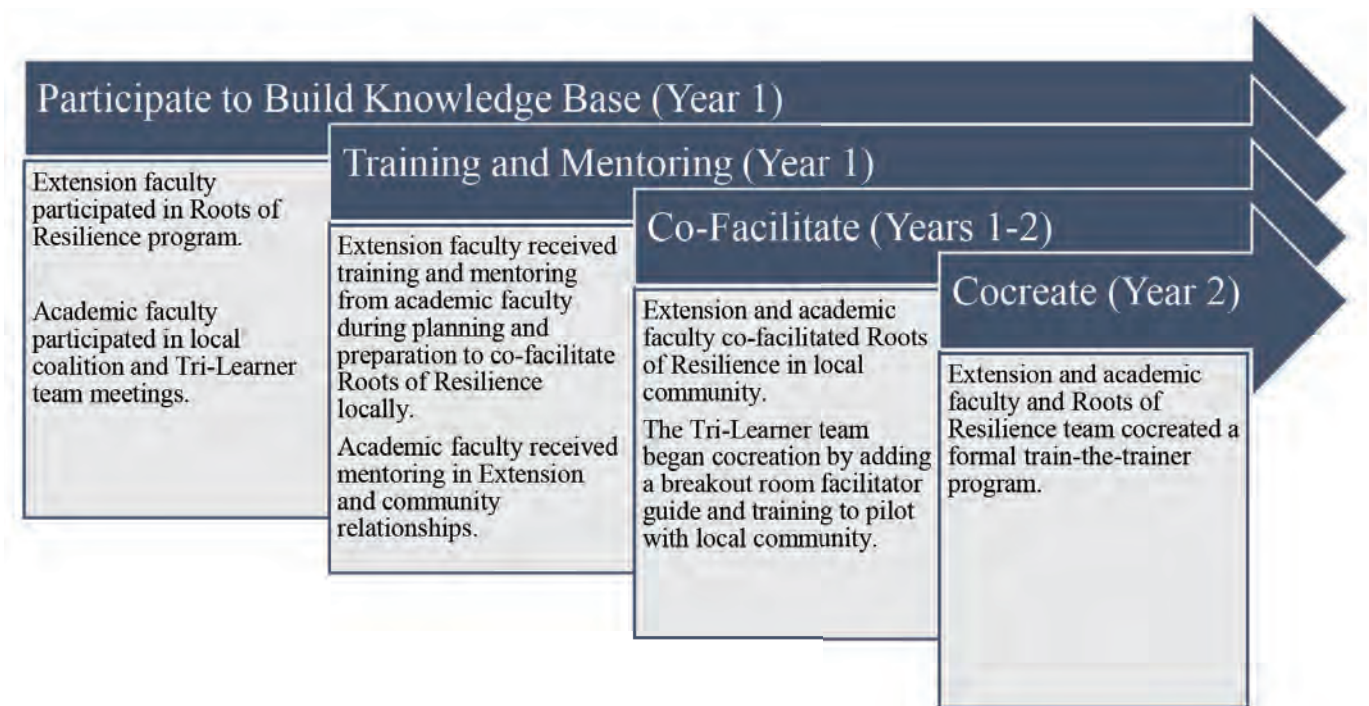 Participate to Build Knowledge Base (Year 1)
Extension faculty
participated in Roots of
Resilience program.
Academic faculty
participated in local
coalition and Tri-Learner
team meetings.
Training and Mentoring (Year 1)
Extension faculty received
training and mentoring
from academic faculty
during planning and
preparation to co-facilitate
Roots of Resilience
locally.
Academic faculty received
mentoring in Extension
and community
relationships.
Co-Facilitate (Years 1-2)
Extension and academic
faculty co-facilitated Roots
of Resilience in local
community.
The Tri-Learner team
began cocreation by adding
a breakout room facilitator
guide and training to pilot
with local community.
Cocreate (Year 2)
Extension and academic
faculty and Roots of
Resilience team cocreated a
formal train-the-trainer
program.